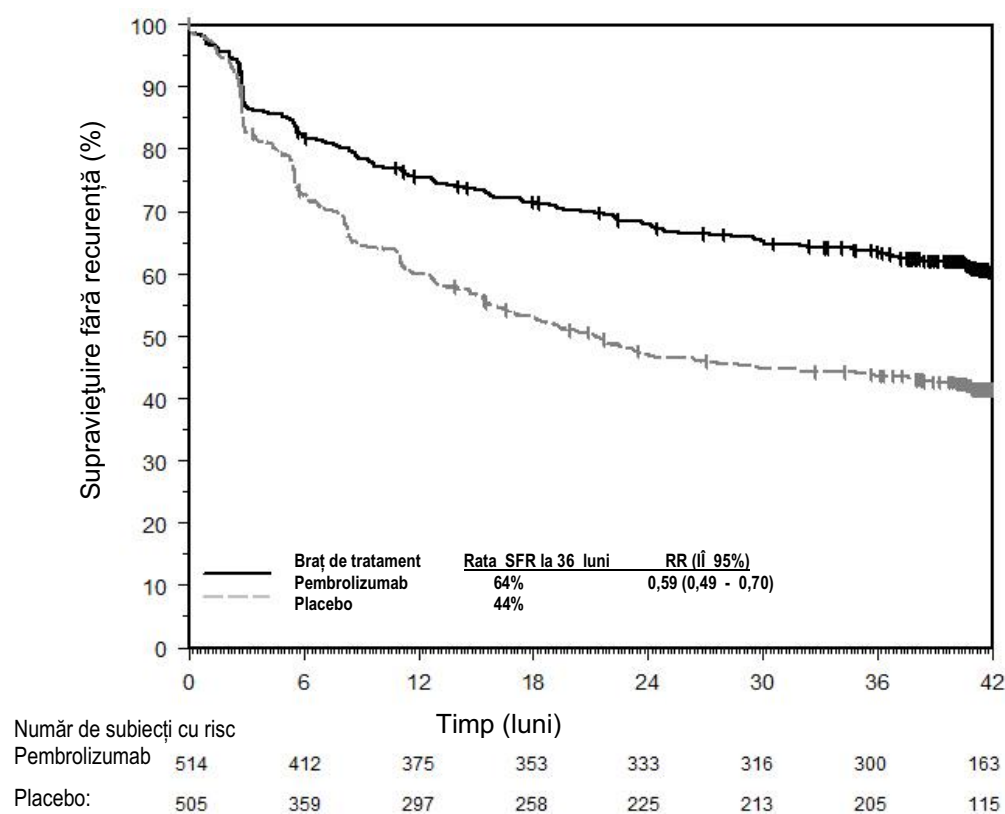 100
90
80
70
60
50
40
30
20
10
0
Supraviețuire fără recurență (%)
Braț de tratament Rata SFR la 36 luni RR (IÎ 95%)
Pembrolizumab 64% 0,59 (0,49 - 0,70)
Placebo 44%
0 6 12 18 24 30 36 42
Timp (luni)
Număr de subiecți cu risc
Pembrolizumab 514 412 375 353 333 316 300 163
Placebo: 505 359 297 258 225 213 205 115